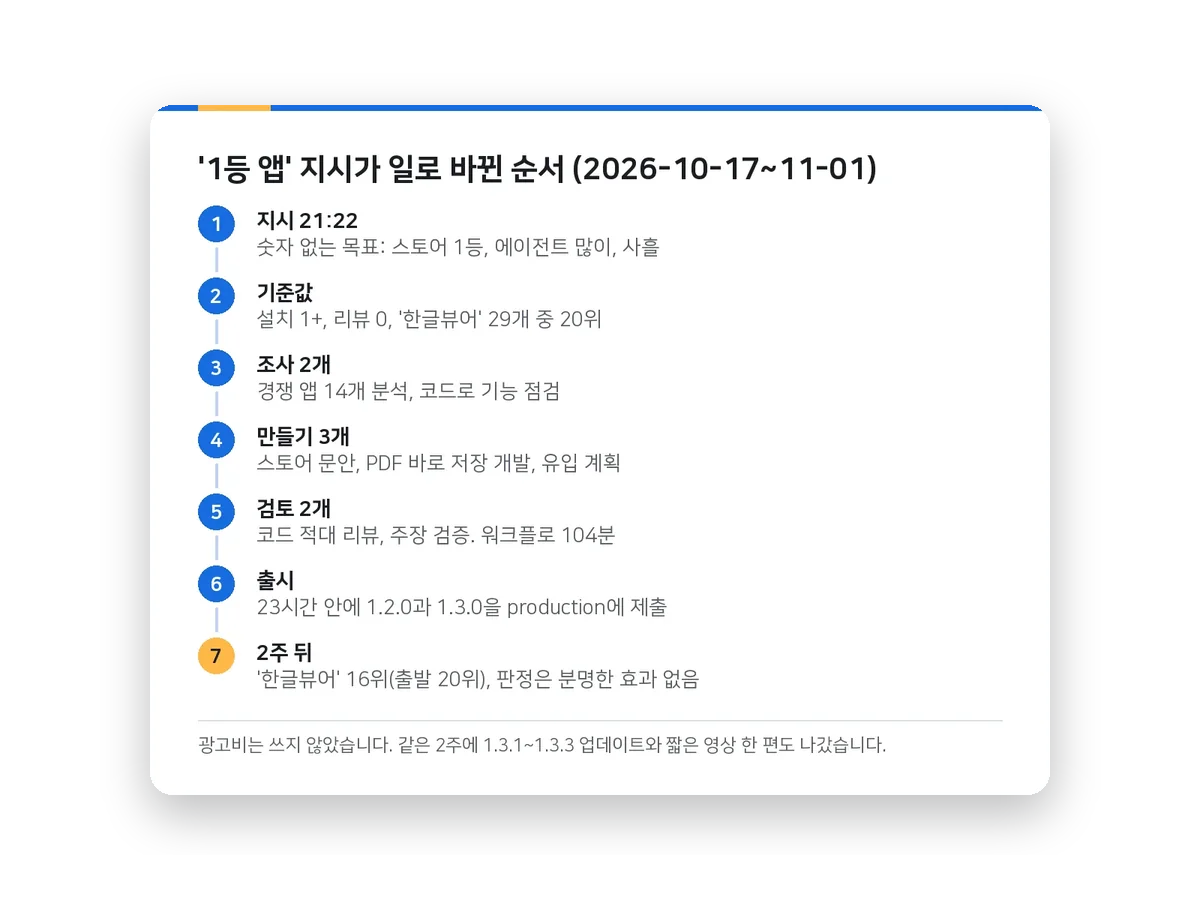 '1등 앱' 지시가 일로 바뀐 순서 (2026-10-17~11-01)
1
지시 21:22
숫자 없는 목표: 스토어 1등, 에이전트 많이, 사흘
2
기준값
설치 1+, 리뷰 0, '한글뷰어' 29개 중 20위
3
조사 2개
경쟁 앱 14개 분석, 코드로 기능 점검
4
만들기 3개
스토어 문안, PDF 바로 저장 개발, 유입 계획
5
검토 2개
코드 적대 리뷰, 주장 검증. 워크플로 104분
6
출시
23시간 안에 1.2.0과 1.3.0을 production에 제출
7
2주 뒤
'한글뷰어' 16위(출발 20위), 판정은 분명한 효과 없음
광고비는 쓰지 않았습니다. 같은 2주에 1.3.1~1.3.3 업데이트와 짧은 영상 한 편도 나갔습니다.